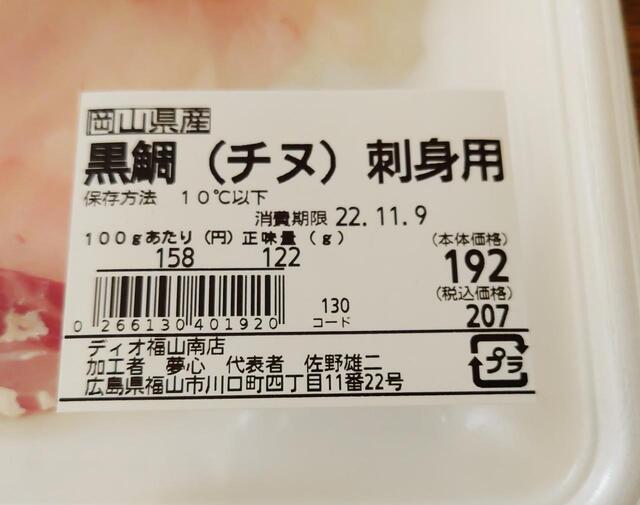 岡山県産
黒鯛（チヌ）刺身用
保存方法　１０℃以下
消費期限 22.11.9
１００ｇあたり（円）正味量（ｇ）
158 122
(本体価格)
192
(税込価格)
207
130
コード
0 266130 401920
ディオ福山南店
加工者　夢心　代表者　佐野雄二
広島県福山市川口町四丁目11番22号
プラ